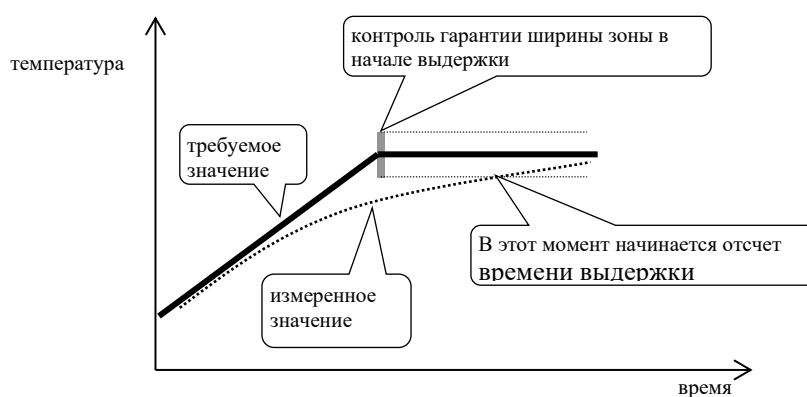 контроль гарантии ширины зоны в
начале выдержки
температура
требуемое
значение
В этот момент начинается отсчет
времени выдержки
измеренное
значение
время